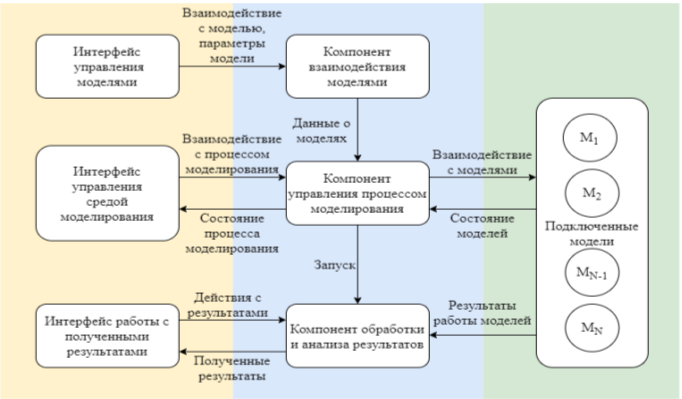 Взаимодействие
с моделью,
параметры
модели
Интерфейс
управления
моделями
Компонент
взаимодействия
моделями
Данные о
моделях
Взаимодействие
с процессом
моделирования
Интерфейс
управления
средой
моделирования
Состояние
процесса
моделирования
Компонент
управления процессом
моделирования
Взаимодействие
с моделями
Состояние
моделей
M1
M2
Подключенные
модели
MN-1
MN
Запуск
Действия с
результатами
Интерфейс работы с
полученными
результатами
Полученные
результаты
Компонент обработки
и анализа результатов
Результаты
работы моделей